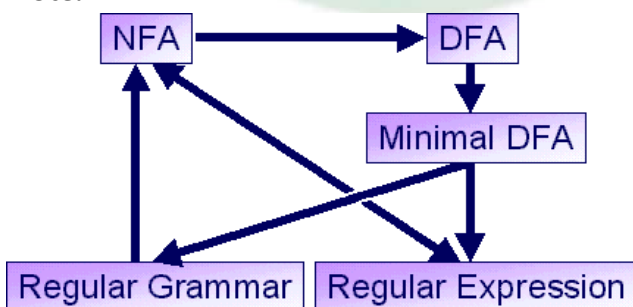 NFA
DFA
Minimal DFA
Regular Grammar
Regular Expression